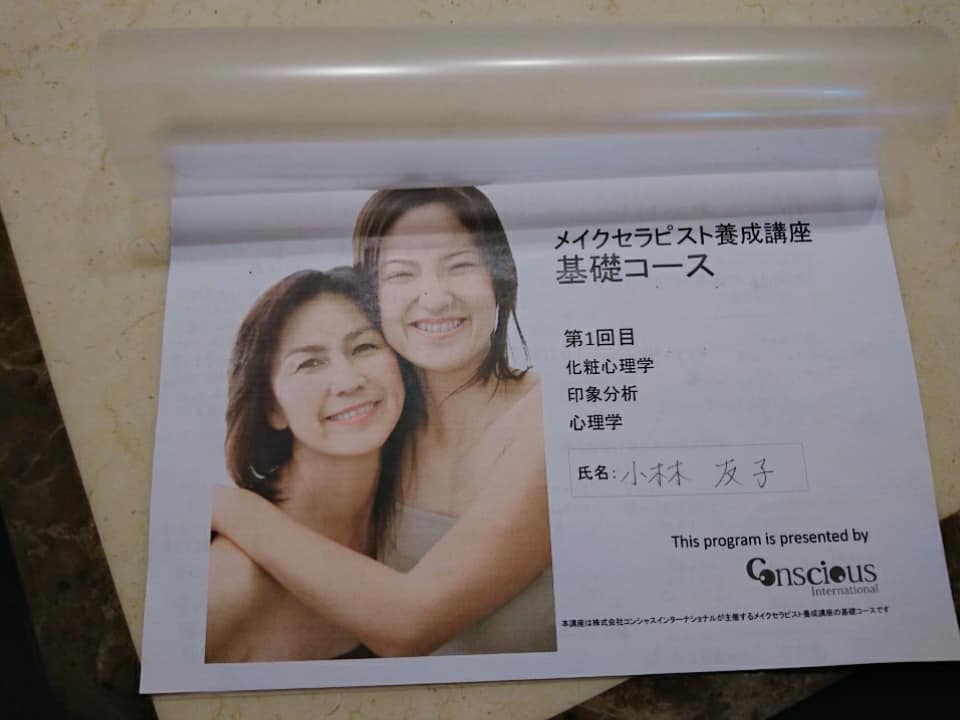 メイクセラピスト養成講座
基礎コース
第1回目
化粧心理学
印象分析
心理学
氏名: 小林 友子
This program is presented by
Conscious
International
本講座は株式会社コンシャスインターナショナルが主催するメイクセラピスト養成講座の基礎コースです